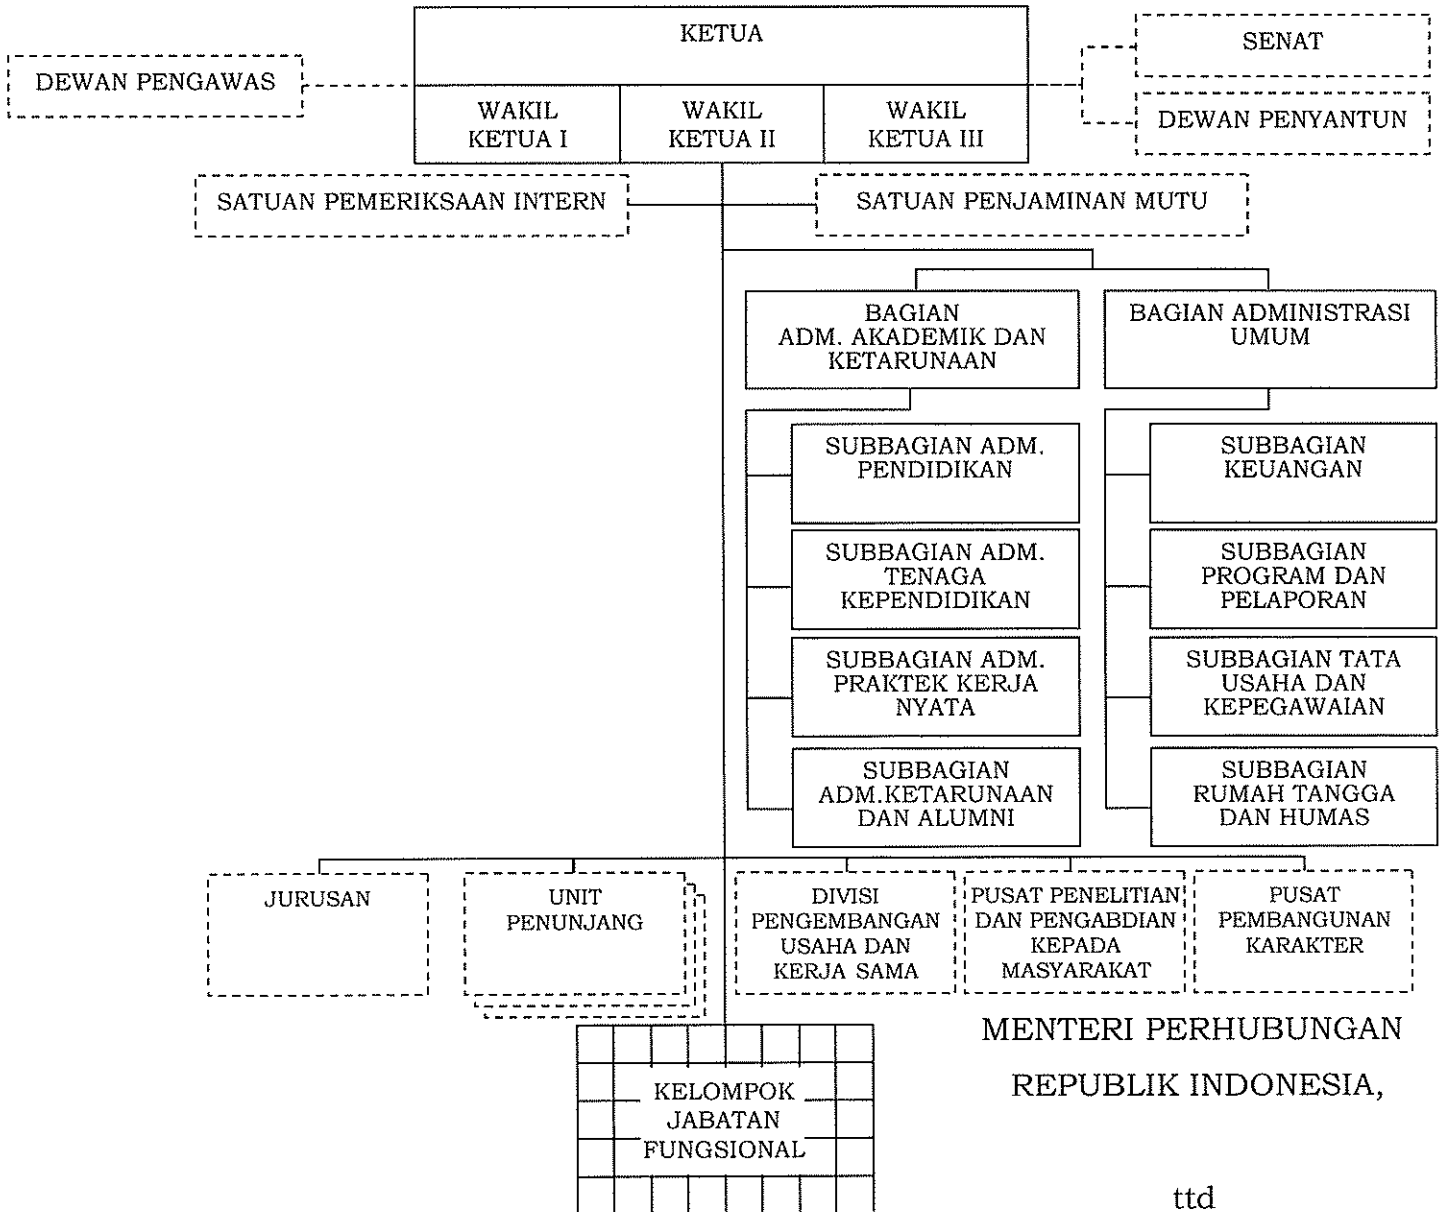 KETUA
SENAT
DEWAN PENGAWAS
WAKIL
KETUA I
WAKIL
KETUA II
WAKIL
KETUA III
DEWAN PENYANTUN
SATUAN PEMERIKSAAN INTERN
SATUAN PENJAMINAN MUTU
BAGIAN
ADM. AKADEMIK DAN
KETARUNAAN
BAGIAN ADMINISTRASI
UMUM
SUBBAGIAN ADM.
PENDIDIKAN
SUBBAGIAN
KEUANGAN
SUBBAGIAN ADM.
TENAGA
KEPENDIDIKAN
SUBBAGIAN
PROGRAM DAN
PELAPORAN
SUBBAGIAN ADM.
PRAKTEK KERJA
NYATA
SUBBAGIAN TATA
USAHA DAN
KEPEGAWAIAN
SUBBAGIAN
ADM.KETARUNAAN
DAN ALUMNI
SUBBAGIAN
RUMAH TANGGA
DAN HUMAS
JURUSAN
UNIT
PENUNJANG
DIVISI
PENGEMBANGAN
USAHA DAN
KERJA SAMA
PUSAT PENELITIAN
DAN PENGABDIAN
KEPADA
MASYARAKAT
PUSAT
PEMBANGUNAN
KARAKTER
KELOMPOK
JABATAN
FUNGSIONAL
MENTERI PERHUBUNGAN
REPUBLIK INDONESIA,
ttd